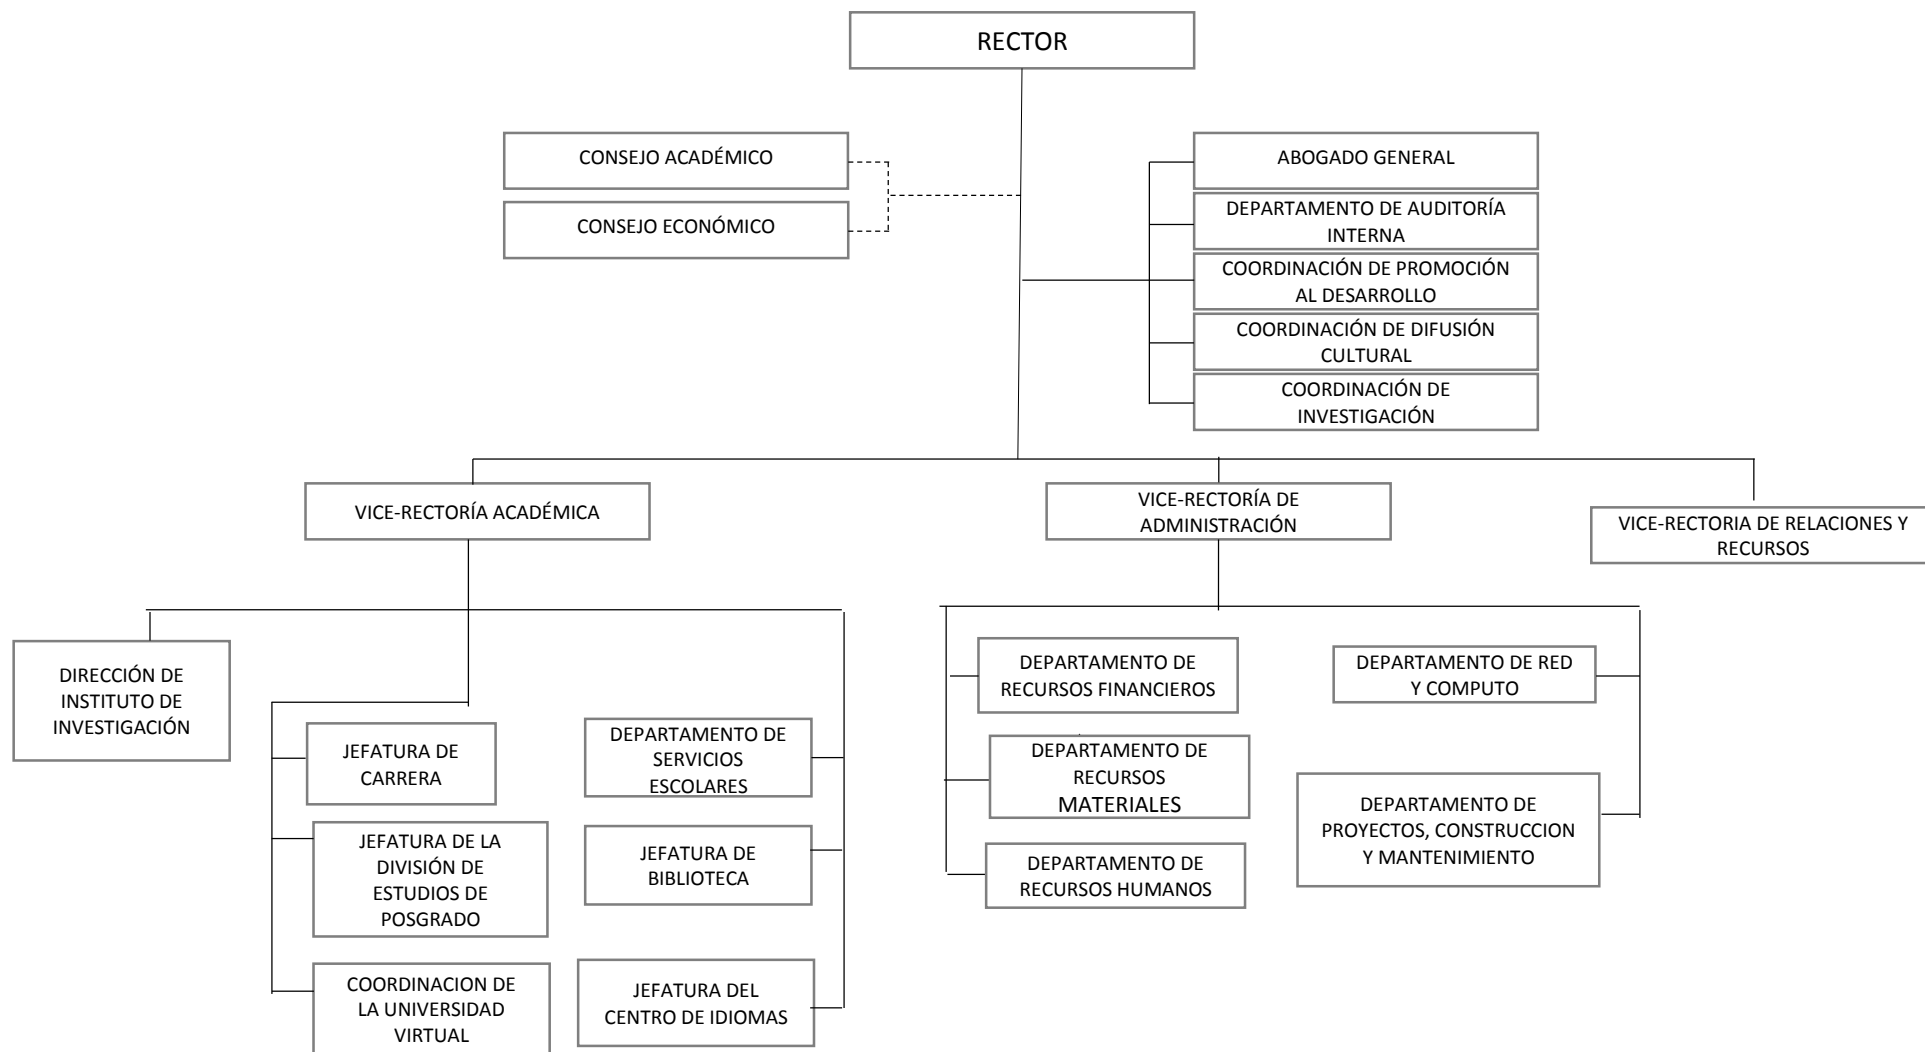 RECTOR
CONSEJO ACADÉMICO
CONSEJO ECONÓMICO
ABOGADO GENERAL
DEPARTAMENTO DE AUDITORÍA
INTERNA
COORDINACIÓN DE PROMOCIÓN
AL DESARROLLO
COORDINACIÓN DE DIFUSIÓN
CULTURAL
COORDINACIÓN DE
INVESTIGACIÓN
VICE-RECTORÍA ACADÉMICA
VICE-RECTORÍA DE
ADMINISTRACIÓN
VICE-RECTORIA DE RELACIONES Y
RECURSOS
DIRECCIÓN DE
INSTITUTO DE
INVESTIGACIÓN
JEFATURA DE
CARRERA
JEFATURA DE LA
DIVISIÓN DE
ESTUDIOS DE
POSGRADO
COORDINACION DE
LA UNIVERSIDAD
VIRTUAL
DEPARTAMENTO DE
SERVICIOS
ESCOLARES
JEFATURA DE
BIBLIOTECA
JEFATURA DEL
CENTRO DE IDIOMAS
DEPARTAMENTO DE
RECURSOS FINANCIEROS
DEPARTAMENTO DE
RECURSOS
MATERIALES
DEPARTAMENTO DE
RECURSOS HUMANOS
DEPARTAMENTO DE RED
Y COMPUTO
DEPARTAMENTO DE
PROYECTOS, CONSTRUCCION
Y MANTENIMIENTO